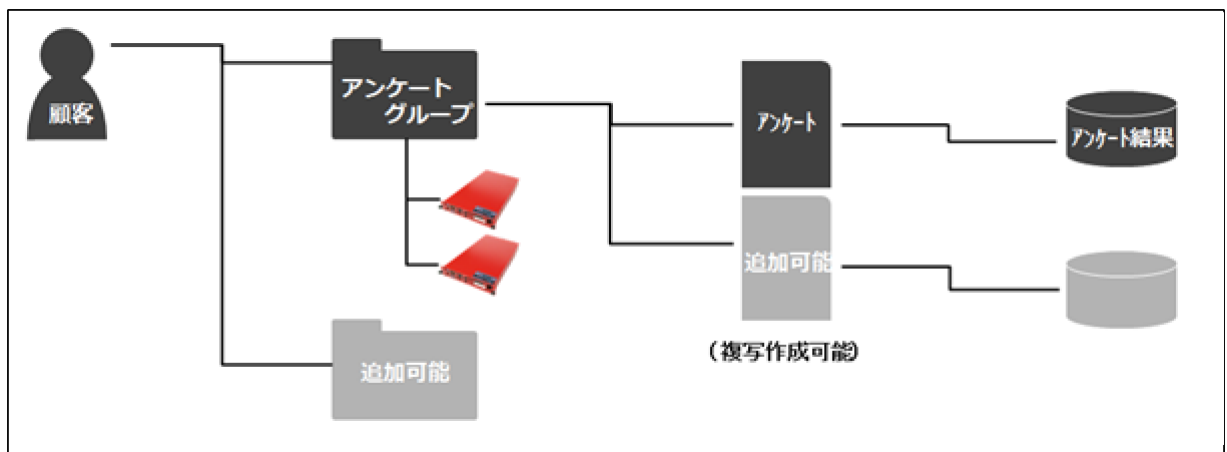 顧客
アンケート
グループ
アンケート
アンケート結果
追加可能
(複写作成可能)
追加可能